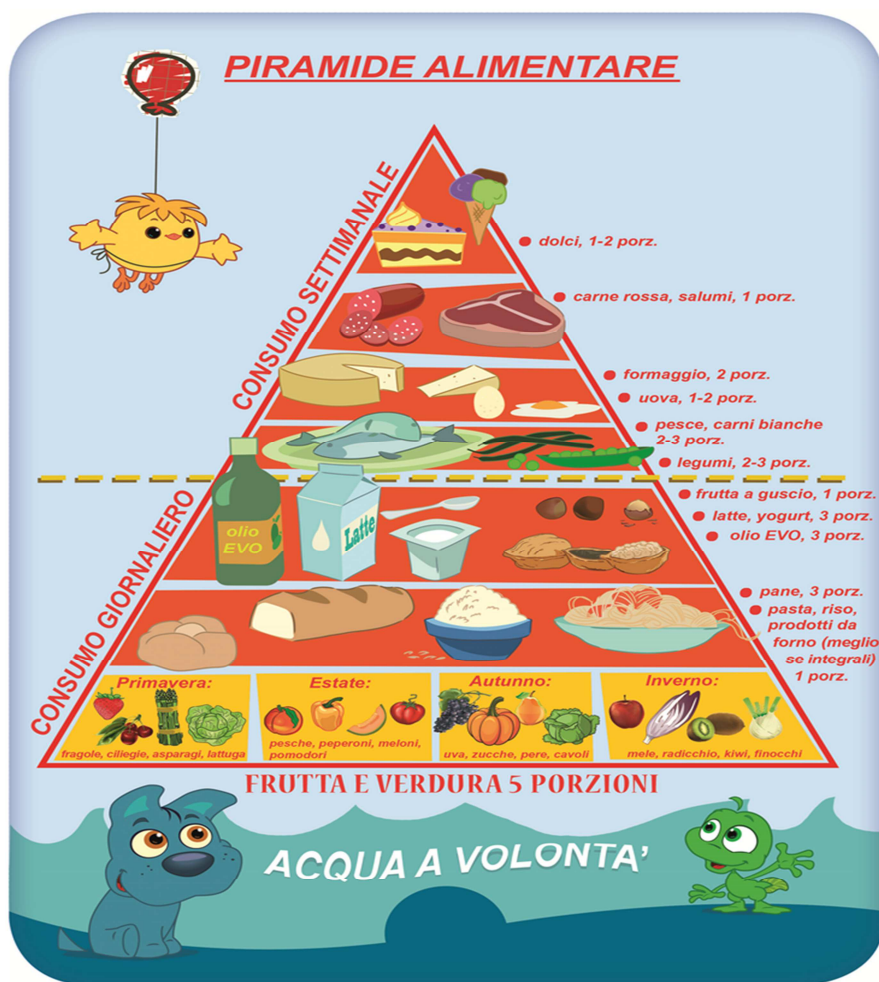 PIRAMIDE ALIMENTARE
CONSUMO SETTIMANALE
dolci, 1-2 porz.
carne rossa, salumi, 1 porz.
formaggio, 2 porz.
uova, 1-2 porz.
pesce, carni bianche
2-3 porz.
legumi, 2-3 porz.
CONSUMO GIORNALIERO
olio
EVO
Latte
frutta a guscio, 1 porz.
latte, yogurt, 3 porz.
olio EVO, 3 porz.
pane, 3 porz.
pasta, riso,
prodotti da
forno (meglio
se integrali)
1 porz.
Primavera:
fragole, ciliegie, asparagi, lattuga
Estate:
pesche, peperoni, meloni,
pomodori
Autunno:
uva, zucche, pere, cavoli
Inverno:
mele, radicchio, kiwi, finocchi
FRUTTA E VERDURA 5 PORZIONI
ACQUA A VOLONTA'